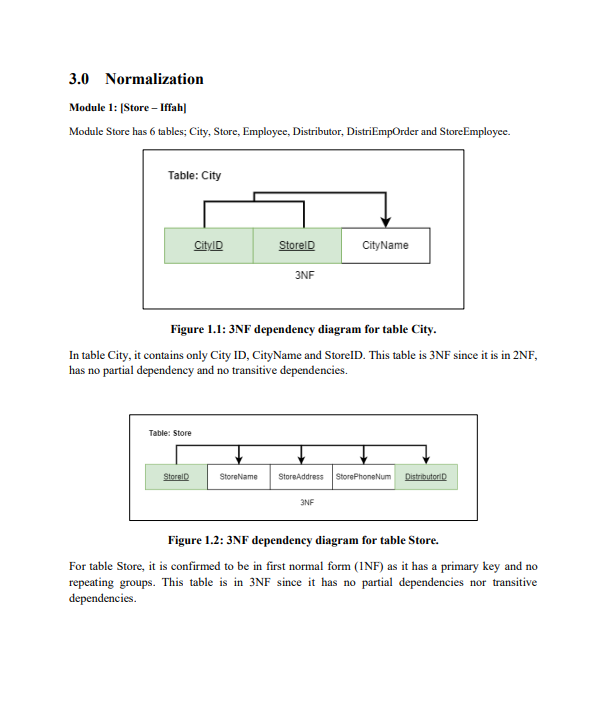 3.0 Normalization
Module 1: [Store – Iffah]
Module Store has 6 tables; City, Store, Employee, Distributor, DistriEmpOrder and StoreEmployee.
Table: City
CityID StoreID CityName
3NF
Figure 1.1: 3NF dependency diagram for table City.
In table City, it contains only City ID, CityName and StoreID. This table is 3NF since it is in 2NF,
has no partial dependency and no transitive dependencies.
Table: Store
StoreID StoreName StoreAddress StorePhoneNum DistributorID
3NF
Figure 1.2: 3NF dependency diagram for table Store.
For table Store, it is confirmed to be in first normal form (1NF) as it has a primary key and no
repeating groups. This table is in 3NF since it has no partial dependencies nor transitive
dependencies.